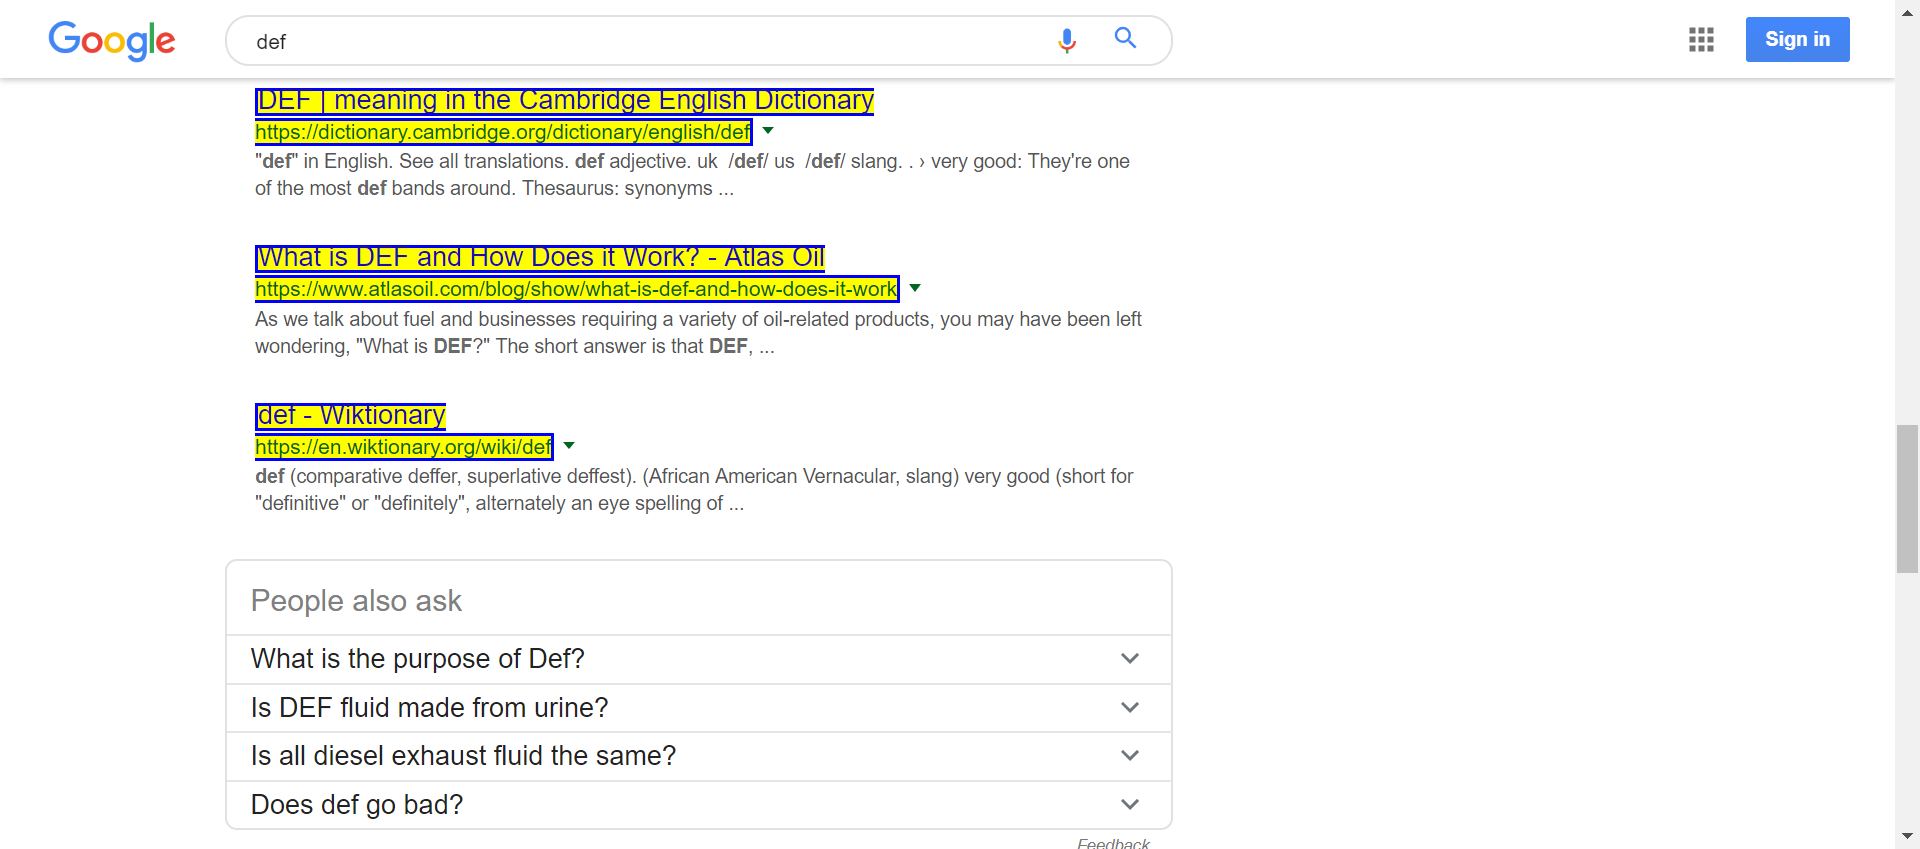 Google
def
Sign in
DEF | meaning in the Cambridge English Dictionary
https://dictionary.cambridge.org/dictionary/english/def
"def" in English. See all translations. def adjective. uk /def/ us /def/ slang. . › very good: They're one
of the most def bands around. Thesaurus: synonyms ...
What is DEF and How Does it Work? - Atlas Oil
https://www.atlasoil.com/blog/show/what-is-def-and-how-does-it-work
As we talk about fuel and businesses requiring a variety of oil-related products, you may have been left
wondering, "What is DEF?" The short answer is that DEF, ...
def - Wiktionary
https://en.wiktionary.org/wiki/def
def (comparative deffer, superlative deffest). (African American Vernacular, slang) very good (short for
"definitive" or "definitely", alternately an eye spelling of ...
People also ask
What is the purpose of Def?
Is DEF fluid made from urine?
Is all diesel exhaust fluid the same?
Does def go bad?
Feedback